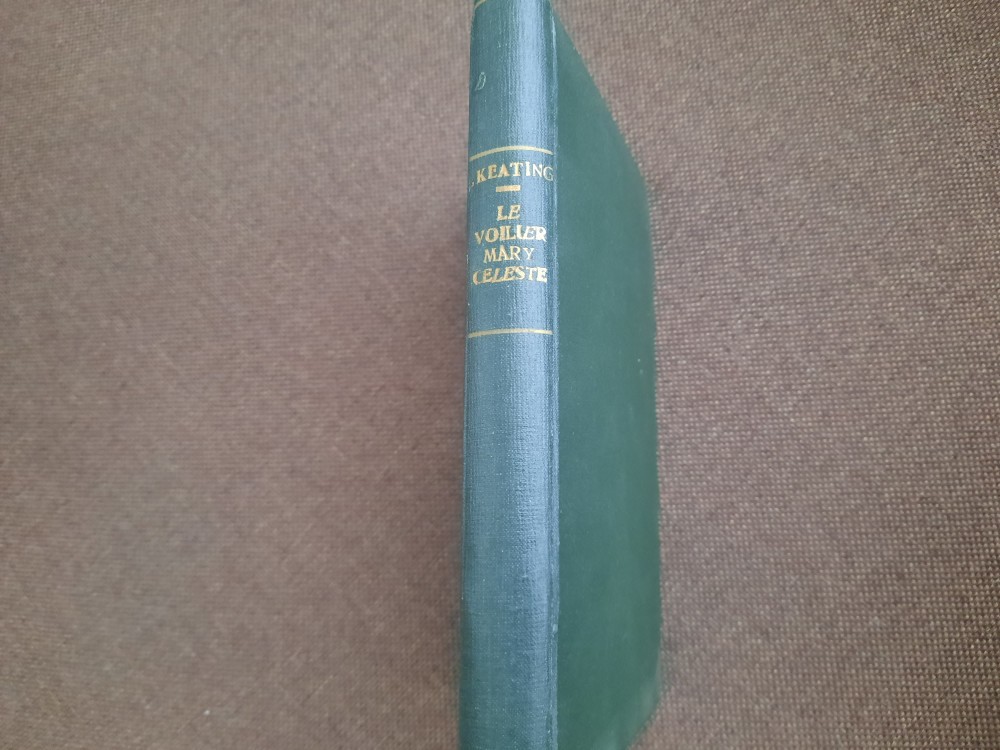 KEATING
LE
VOILIER
MARY
CELESTE